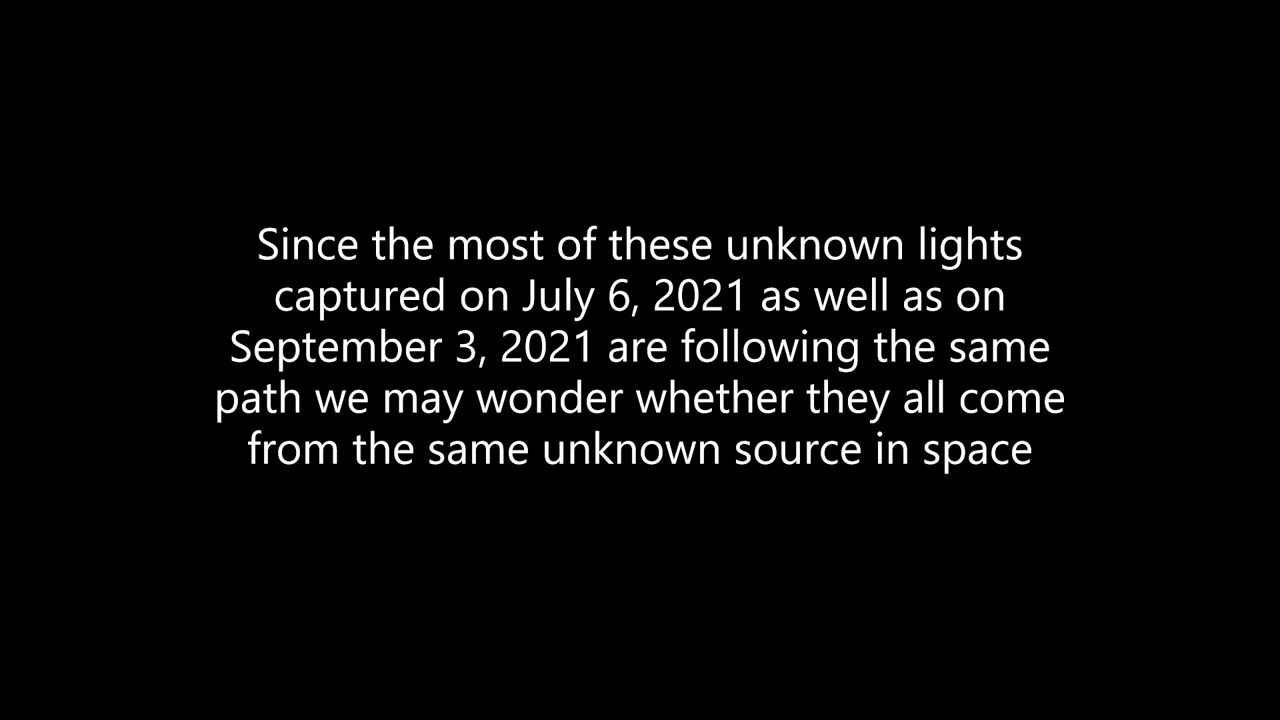 Since the most of these unknown lights
captured on July 6, 2021 as well as on
September 3, 2021 are following the same
path we may wonder whether they all come
from the same unknown source in space